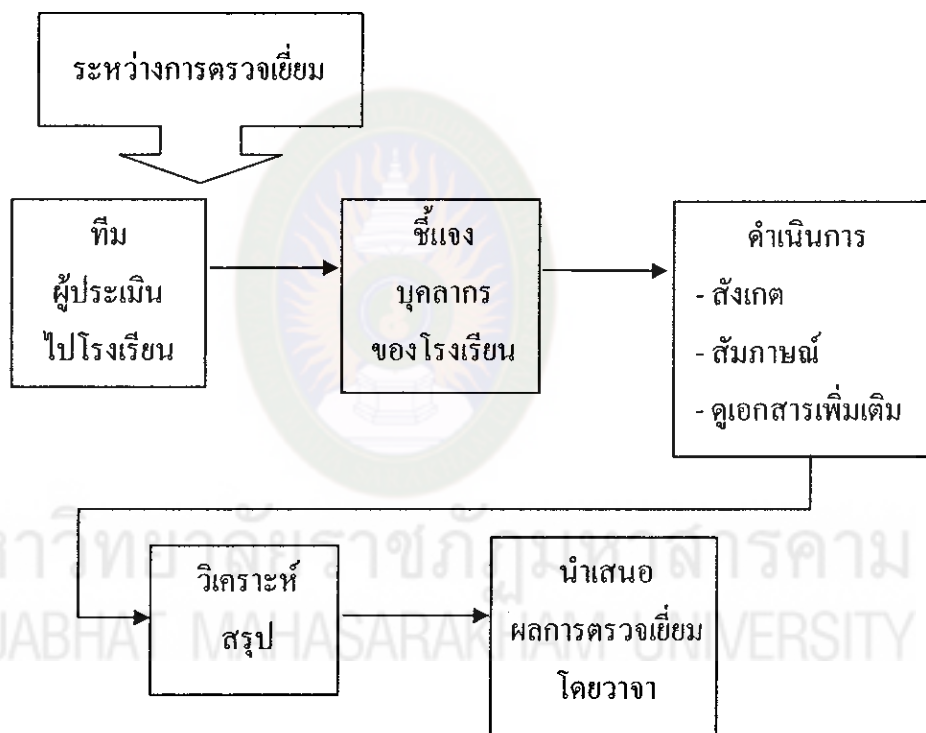 ระหว่างการตรวจเยี่ยม
ทีม
ผู้ประเมิน
ไปโรงเรียน
ชี้แจง
บุคลากร
ของโรงเรียน
ดำเนินการ
- สังเกต
- สัมภาษณ์
- ดูเอกสารเพิ่มเติม
วิเคราะห์
สรุป
นำเสนอ
ผลการตรวจเยี่ยม
โดยวาจา
หาวิทยาลัยราชภัฏมหาสารคาม
JABHAT MAHASARAKHAM UNIVERSITY